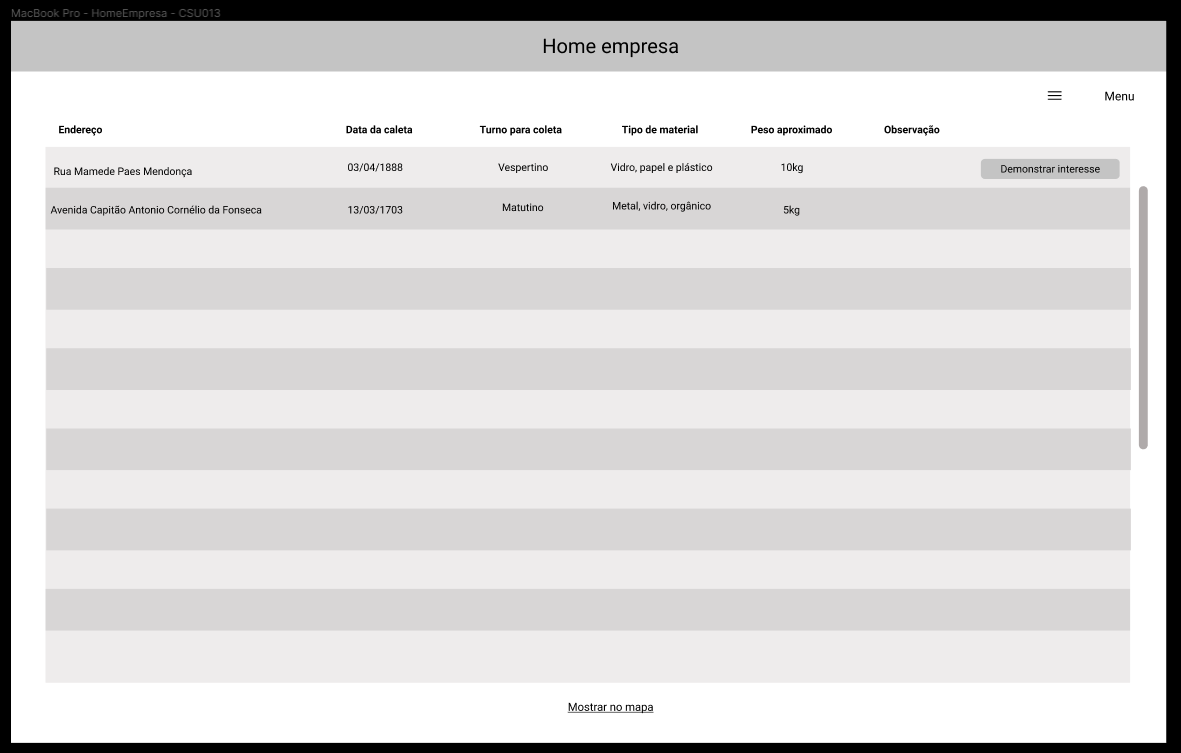 MacBook Pro - HomeEmpresa - CSU013
Home empresa
Menu
Endereço Data da caleta Turno para coleta Tipo de material Peso aproximado Observação
Rua Mamede Paes Mendonça 03/04/1888 Vespertino Vidro, papel e plástico 10kg Demonstrar interesse
Avenida Capitão Antonio Cornélio da Fonseca 13/03/1703 Matutino Metal, vidro, orgânico 5kg
Mostrar no mapa